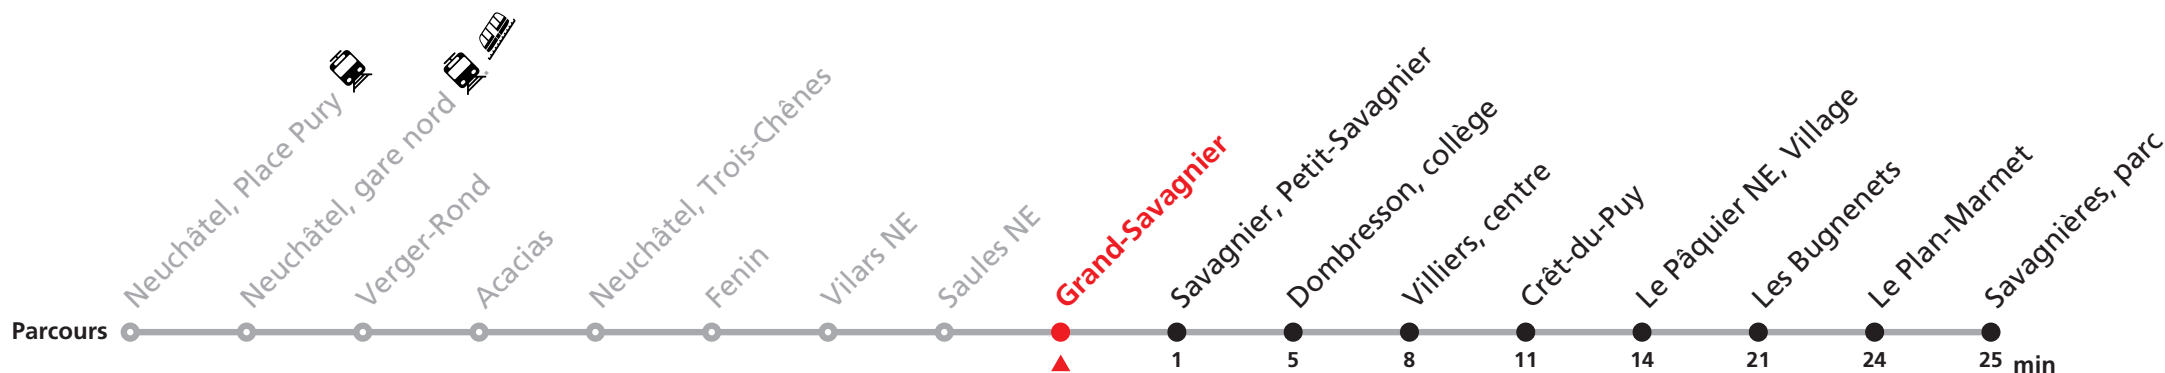 Neuchâtel, Place Pury
Neuchâtel, gare nord
Verger-Rond
Acacias
Neuchâtel, Trois-Chênes
Fenin
Vilars NE
Saules NE
Grand-Savagnier
Savagnier, Petit-Savagnier
Dombresson, collège
Villiers, centre
Crêt-du-Puy
Le Pâquier NE, Village
Les Bugnenets
Le Plan-Marmet
Savagnières, parc
Parcours
1 5 8 11 14 21 24 25 min